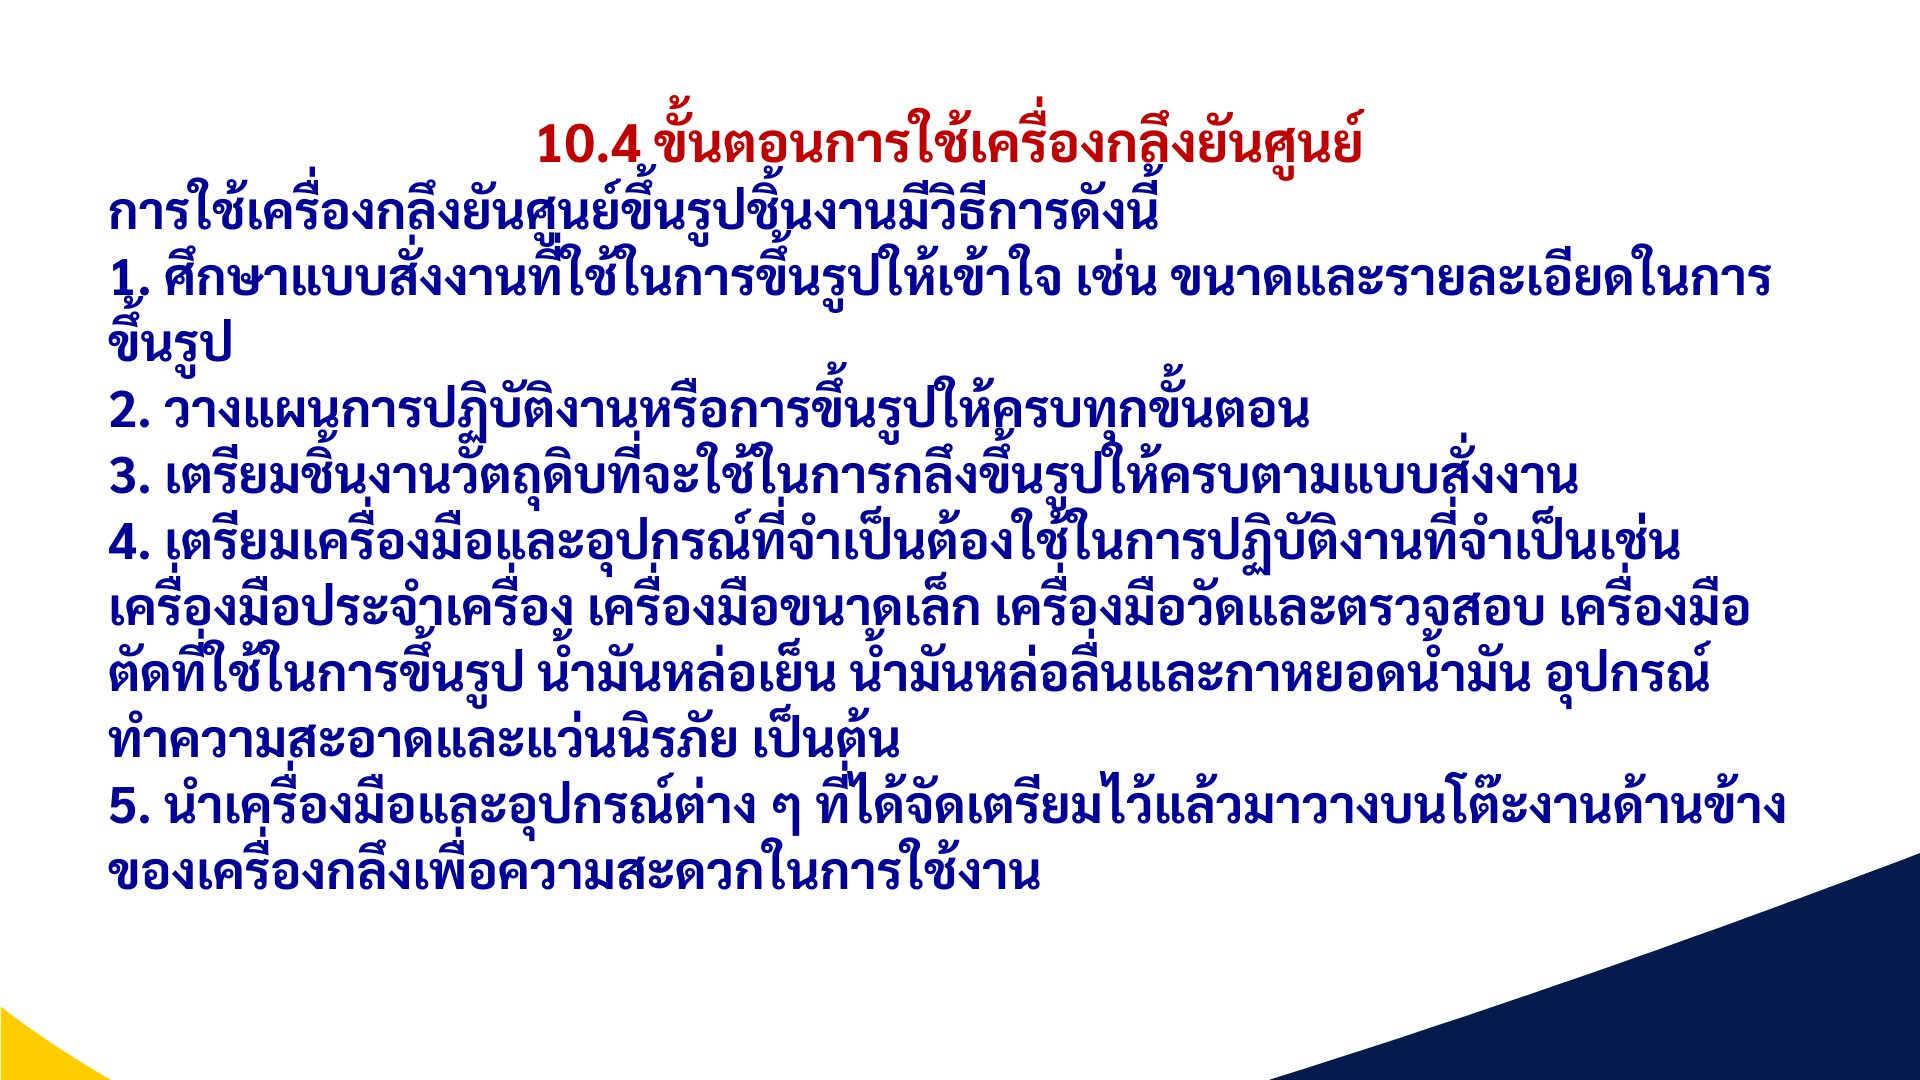 10.4 ขั้นตอนการใช้เครื่องกลึงยันศูนย์
การใช้เครื่องกลึงยันศูนย์ขึ้นรูปชิ้นงานมีวิธีการดังนี้
1. ศึกษาแบบสั่งงานที่ใช้ในการขึ้นรูปให้เข้าใจ เช่น ขนาดและรายละเอียดในการ
ขึ้นรูป
2. วางแผนการปฏิบัติงานหรือการขึ้นรูปให้ครบทุกขั้นตอน
3. เตรียมชิ้นงานวัตถุดิบที่จะใช้ในการกลึงขึ้นรูปให้ครบตามแบบสั่งงาน
4. เตรียมเครื่องมือและอุปกรณ์ที่จำเป็นต้องใช้ในการปฏิบัติงานที่จำเป็นเช่น
เครื่องมือประจำเครื่อง เครื่องมือขนาดเล็ก เครื่องมือวัดและตรวจสอบ เครื่องมือ
ตัดที่ใช้ในการขึ้นรูป น้ำมันหล่อเย็น น้ำมันหล่อลื่นและกาหยอดน้ำมัน อุปกรณ์
ทำความสะอาดและแว่นนิรภัย เป็นต้น
5. นำเครื่องมือและอุปกรณ์ต่าง ๆ ที่ได้จัดเตรียมไว้แล้วมาวางบนโต๊ะงานด้านข้าง
ของเครื่องกลึงเพื่อความสะดวกในการใช้งาน